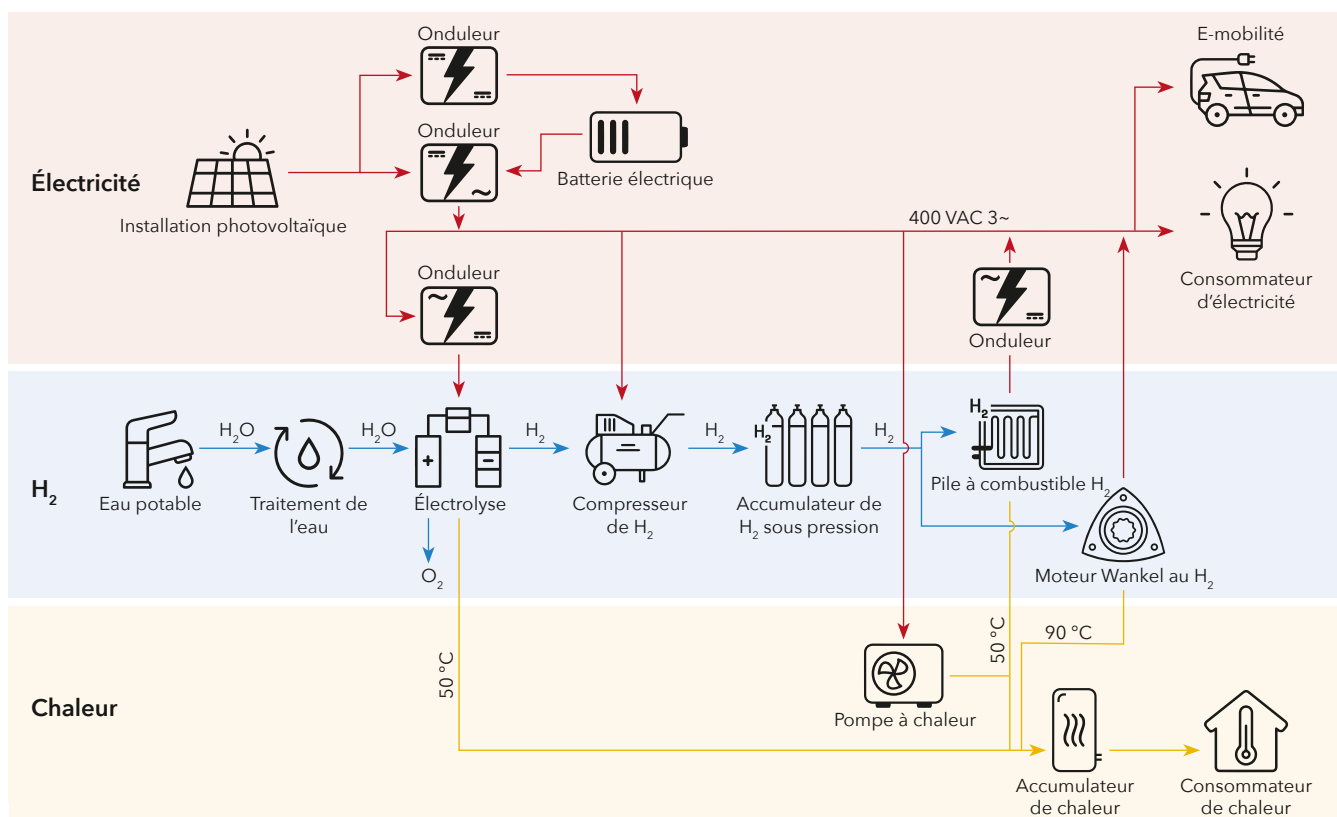 Onduleur
E-mobilité
Onduleur
Électricité
Batterie électrique
Installation photovoltaïque
400 VAC 3~
Onduleur
Consommateur
d'électricité
Onduleur
H₂O
H₂O
H₂
H₂
H₂
H₂
H₂
H₂
Eau potable
Traitement de
l'eau
Électrolyse
Compresseur
de H₂
Accumulateur de
H₂ sous pression
Pile à combustible H₂
O₂
Moteur Wankel au H₂
50 °C
50 °C
90 °C
Chaleur
Pompe à chaleur
Accumulateur
de chaleur
Consommateur
de chaleur